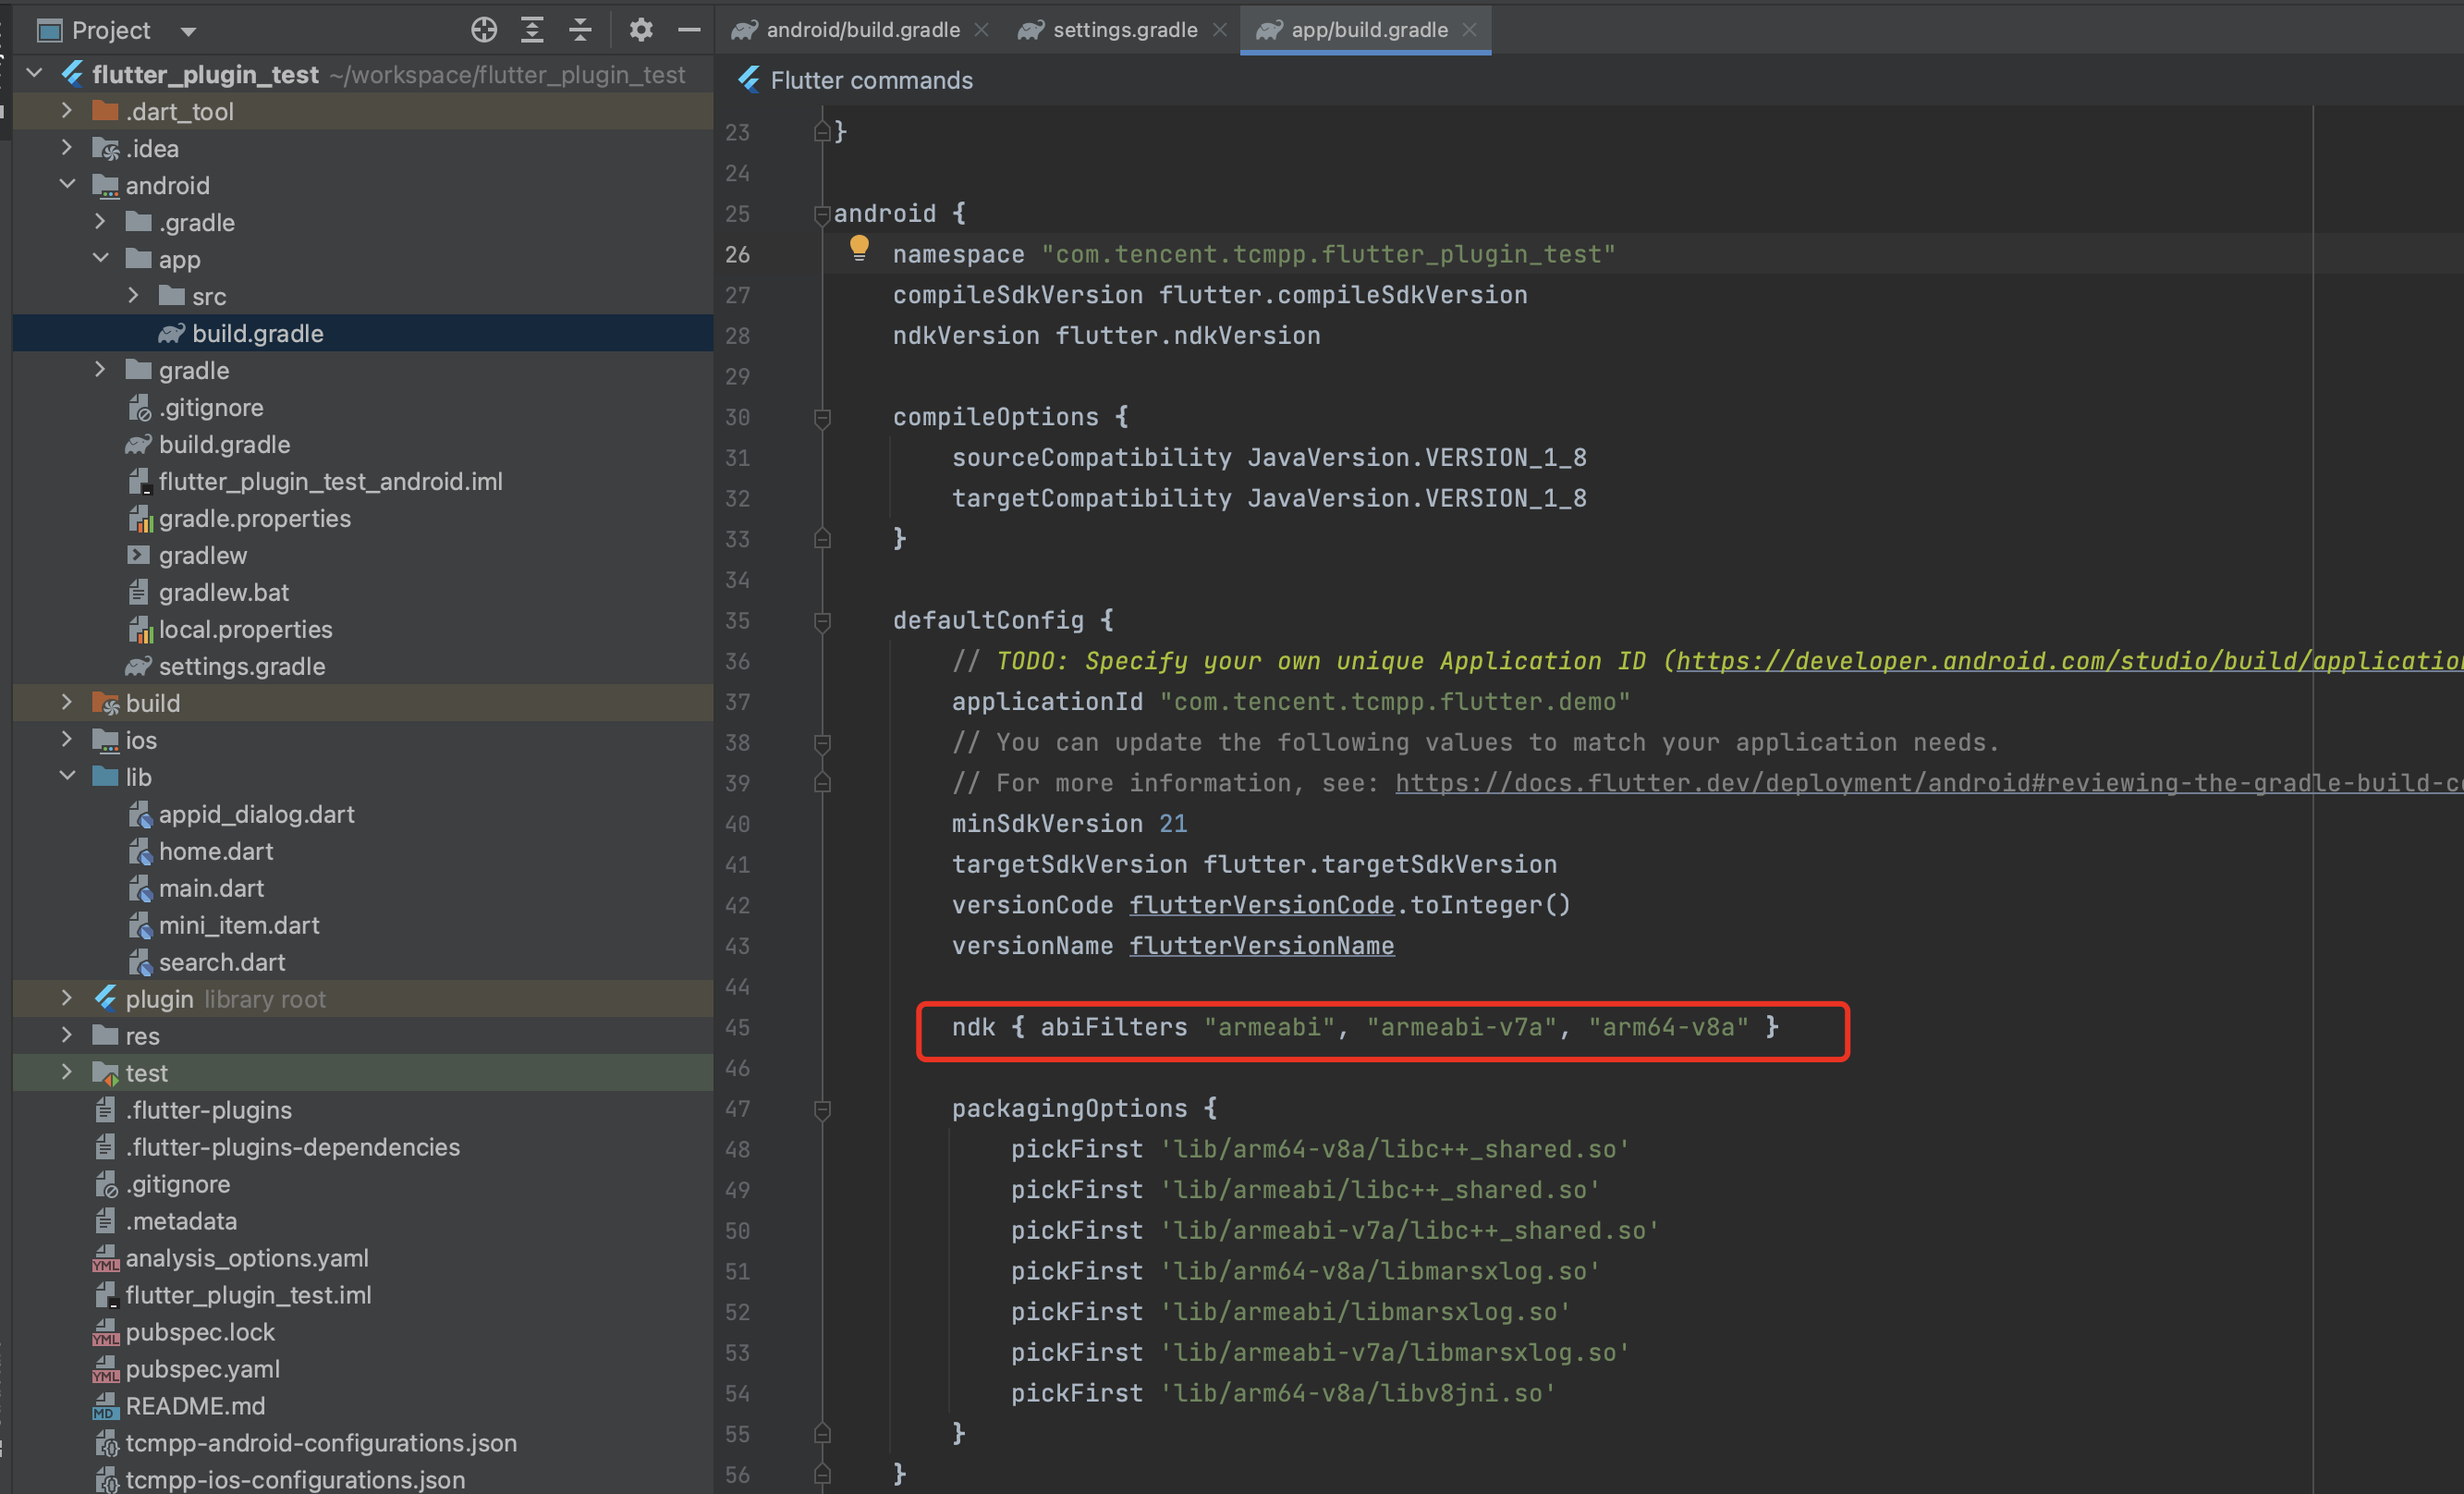 Project
flutter_plugin_test ~/workspace/flutter_plugin_test
.dart_tool
.idea
android
.gradle
app
src
build.gradle
gradle
.gitignore
build.gradle
flutter_plugin_test_android.iml
gradle.properties
gradlew
gradlew.bat
local.properties
settings.gradle
build
ios
lib
appid_dialog.dart
home.dart
main.dart
mini_item.dart
search.dart
plugin library root
res
test
.flutter-plugins
.flutter-plugins-dependencies
.gitignore
.metadata
analysis_options.yaml
flutter_plugin_test.iml
pubspec.lock
pubspec.yaml
README.md
tcmpp-android-configurations.json
tcmpp-ios-configurations.json
android/build.gradle settings.gradle app/build.gradle
Flutter commands
23 }
24
25 android {
26 namespace "com.tencent.tcmpp.flutter_plugin_test"
27 compileSdkVersion flutter.compileSdkVersion
28 ndkVersion flutter.ndkVersion
29
30 compileOptions {
31 sourceCompatibility JavaVersion.VERSION_1_8
32 targetCompatibility JavaVersion.VERSION_1_8
33 }
34
35 defaultConfig {
36 // TODO: Specify your own unique Application ID (https://developer.android.com/studio/build/application
37 applicationId "com.tencent.tcmpp.flutter.demo"
38 // You can update the following values to match your application needs.
39 // For more information, see: https://docs.flutter.dev/deployment/android#reviewing-the-gradle-build-co
40 minSdkVersion 21
41 targetSdkVersion flutter.targetSdkVersion
42 versionCode flutterVersionCode.toInteger()
43 versionName flutterVersionName
44
45 ndk { abiFilters "armeabi", "armeabi-v7a", "arm64-v8a" }
46
47 packagingOptions {
48 pickFirst 'lib/arm64-v8a/libc++_shared.so'
49 pickFirst 'lib/armeabi/libc++_shared.so'
50 pickFirst 'lib/armeabi-v7a/libc++_shared.so'
51 pickFirst 'lib/arm64-v8a/libmarsxlog.so'
52 pickFirst 'lib/armeabi/libmarsxlog.so'
53 pickFirst 'lib/armeabi-v7a/libmarsxlog.so'
54 pickFirst 'lib/arm64-v8a/libv8jni.so'
55 }
56 }